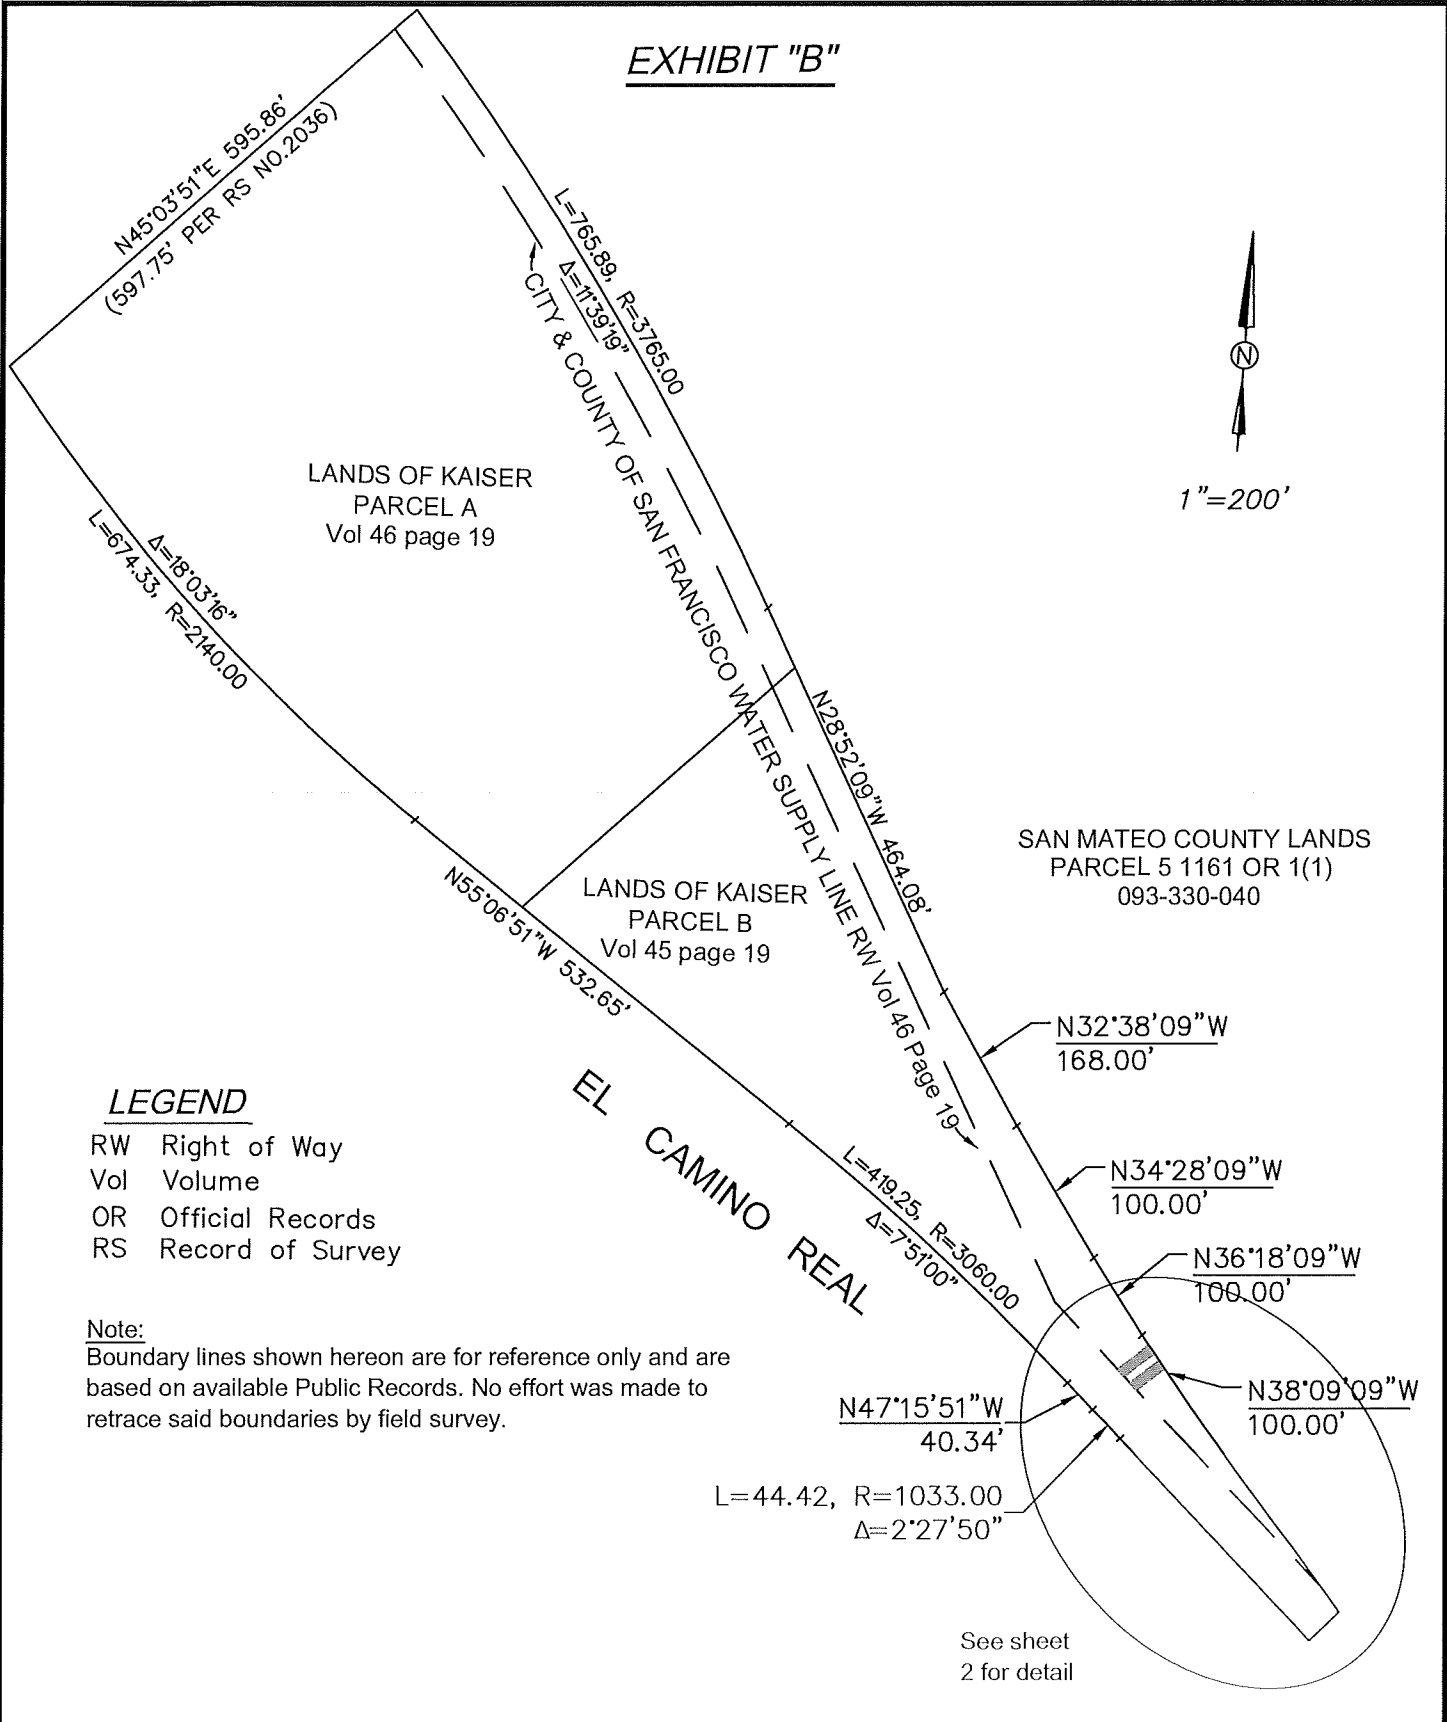 EXHIBIT "B"
N45°03'51"E 595.86'
(597.75' PER RS NO.2036)
L=765.89, R=3765.00
Δ=11°39'19"
CITY & COUNTY OF SAN FRANCISCO WATER SUPPLY LINE RW Vol 46 Page 19
N
1"=200'
LANDS OF KAISER
PARCEL A
Vol 46 page 19
Δ=18°03'16"
L=674.33, R=2140.00
N28°52'09"W 464.08'
SAN MATEO COUNTY LANDS
PARCEL 5 1161 OR 1(1)
093-330-040
LANDS OF KAISER
PARCEL B
Vol 45 page 19
N55°06'51"W 532.65'
N32°38'09"W
168.00'
EL CAMINO REAL
LEGEND
RW Right of Way
Vol Volume
OR Official Records
RS Record of Survey
L=419.25, R=3060.00
Δ=7°51'00"
N34°28'09"W
100.00'
N36°18'09"W
100.00'
Note:
Boundary lines shown hereon are for reference only and are
based on available Public Records. No effort was made to
retrace said boundaries by field survey.
N38°09'09"W
100.00'
N47°15'51"W
40.34'
L=44.42, R=1033.00
Δ=2°27'50"
See sheet
2 for detail